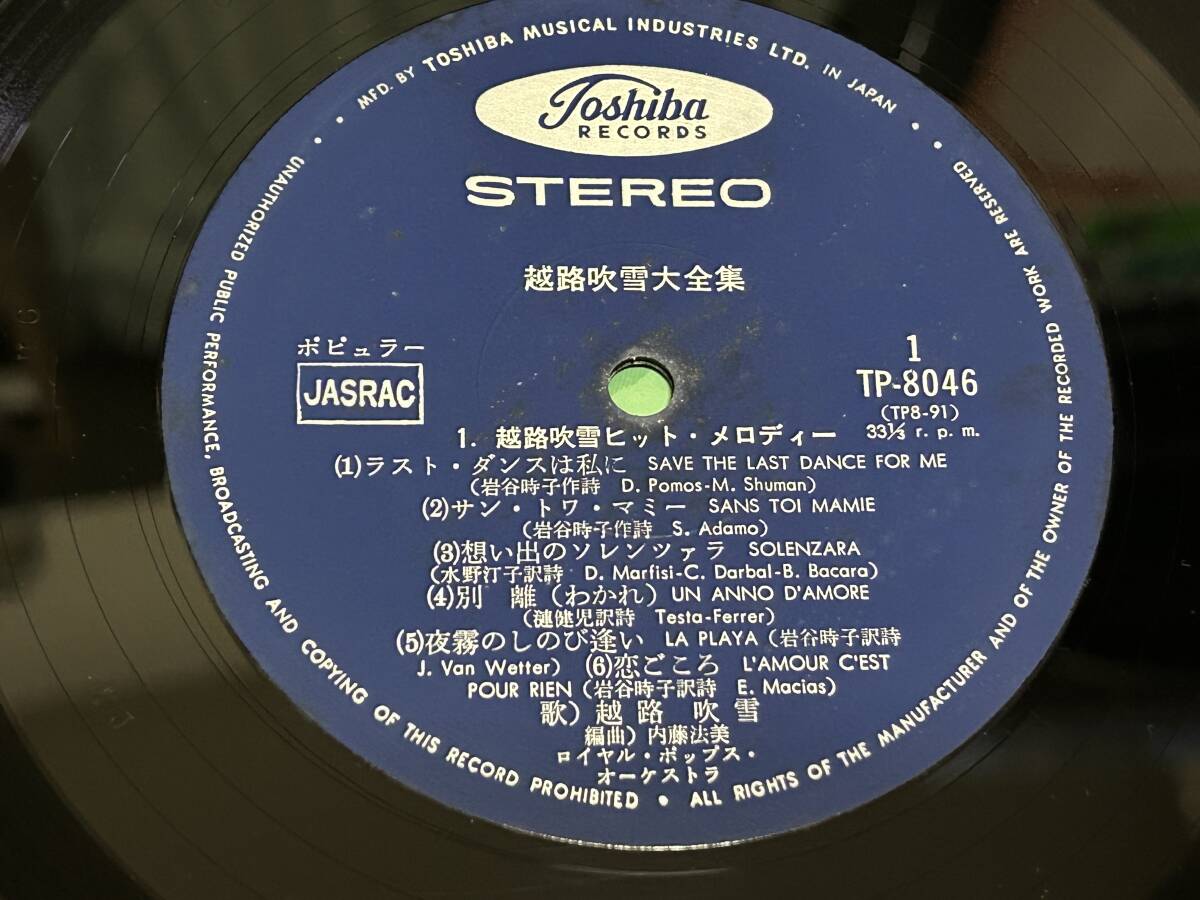 MFD. BY TOSHIBA MUSICAL INDUSTRIES LTD. IN JAPAN
Toshiba
RECORDS
STEREO
越路吹雪大全集
ポピュラー
JASRAC
1
TP-8046
(TP8-91)
33⅓ r. p. m.
1. 越路吹雪ヒット・メロディー
(1)ラスト・ダンスは私に SAVE THE LAST DANCE FOR ME
(岩谷時子作詩 D. Pomos-M. Shuman)
(2)サン・トワ・マミー SANS TOI MAMIE
(岩谷時子作詩 S. Adamo)
(3)想い出のソレンツァラ SOLENZARA
(水野汀子訳詩 D. Marfisi-C. Darbal-B. Bacara)
(4)別 離(わかれ) UN ANNO D'AMORE
(漣健児訳詩 Testa-Ferrer)
(5)夜霧のしのび逢い LA PLAYA (岩谷時子訳詩
J. Van Wetter) (6)恋ごころ L'AMOUR C'EST
POUR RIEN (岩谷時子訳詩 E. Macias)
歌) 越 路 吹 雪
編曲) 内藤法美
ロイヤル・ポップス・
オーケストラ
UNAUTHORIZED PUBLIC PERFORMANCE, BROADCASTING AND COPYING OF THIS RECORD PROHIBITED • ALL RIGHTS OF THE MANUFACTURER AND OF THE OWNER OF THE RECORDED WORK ARE RESERVED